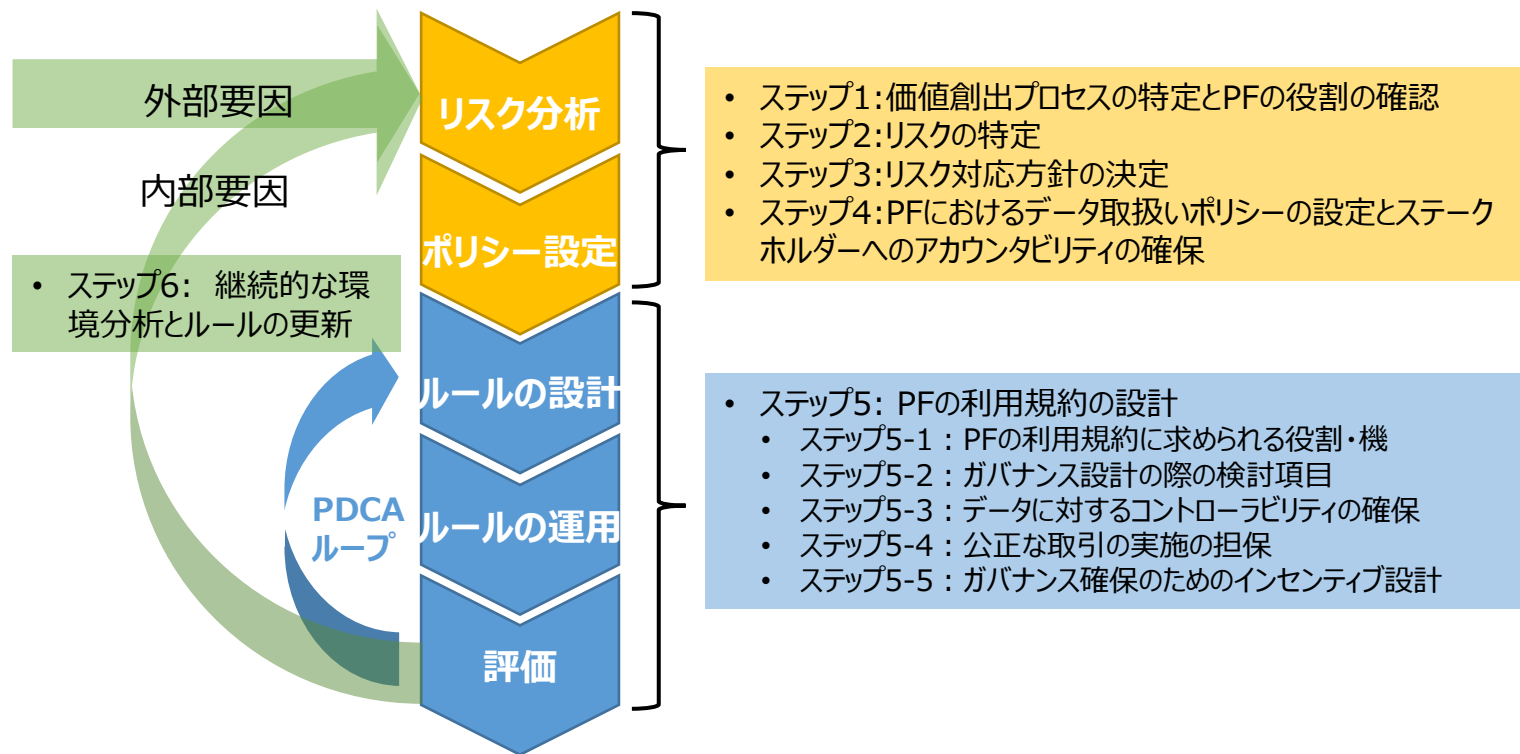 外部要因
内部要因
• ステップ6: 継続的な環
境分析とルールの更新
PDCA
ループ
リスク分析
ポリシー設定
ルールの設計
ルールの運用
評価
• ステップ1:価値創出プロセスの特定とPFの役割の確認
• ステップ2:リスクの特定
• ステップ3:リスク対応方針の決定
• ステップ4:PFにおけるデータ取扱いポリシーの設定とステーク
ホルダーへのアカウンタビリティの確保
• ステップ5: PFの利用規約の設計
• ステップ5-1：PFの利用規約に求められる役割・機
• ステップ5-2：ガバナンス設計の際の検討項目
• ステップ5-3：データに対するコントローラビリティの確保
• ステップ5-4：公正な取引の実施の担保
• ステップ5-5：ガバナンス確保のためのインセンティブ設計